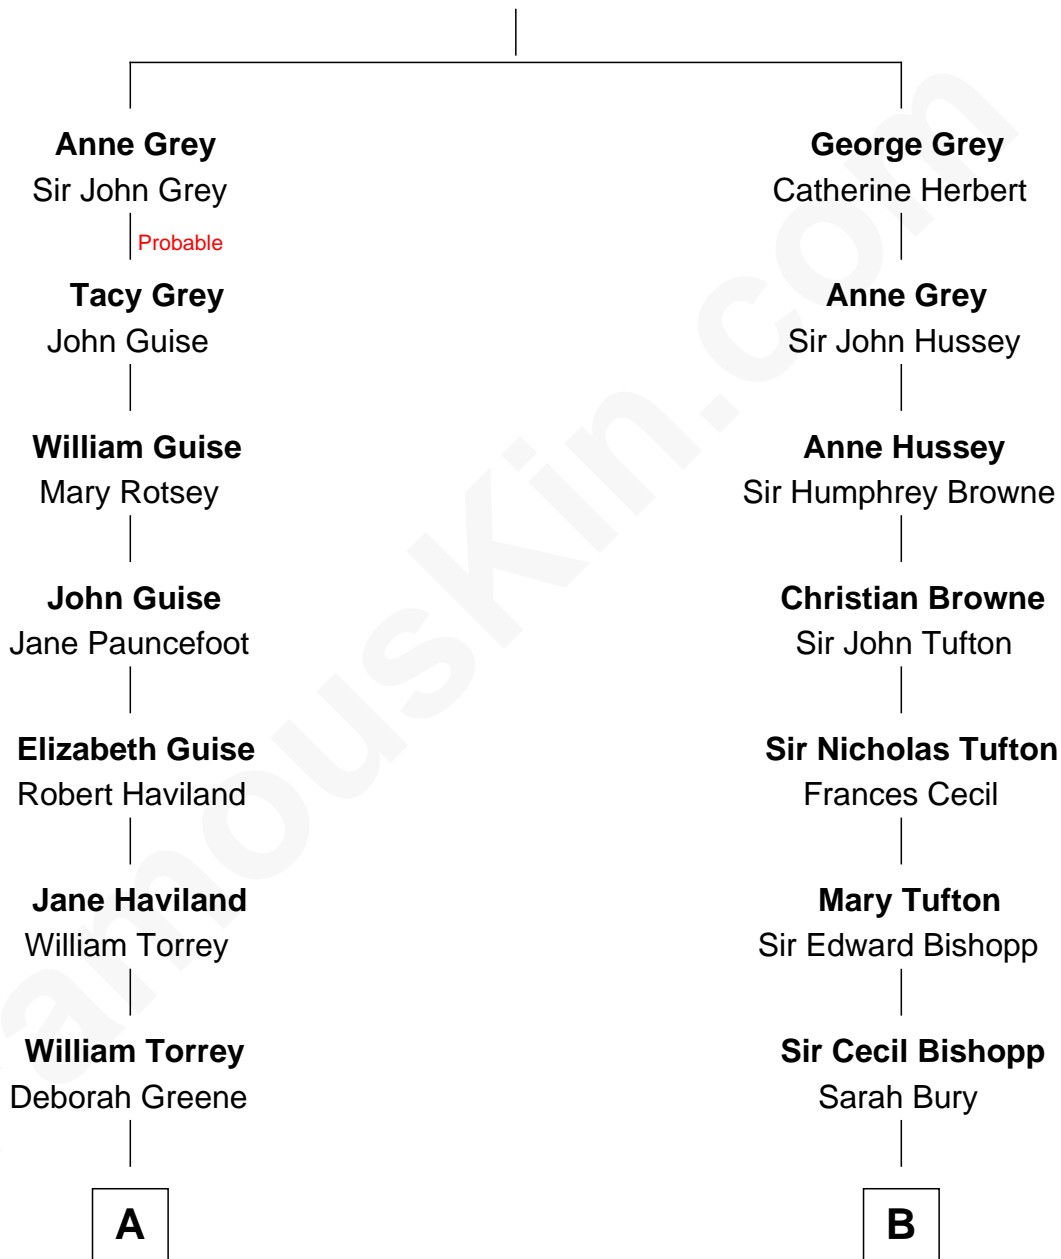 Anne Grey
Sir John Grey
Probable
Tacy Grey
John Guise
William Guise
Mary Rotsey
John Guise
Jane Pauncefoot
Elizabeth Guise
Robert Haviland
Jane Haviland
William Torrey
William Torrey
Deborah Greene
A
George Grey
Catherine Herbert
Anne Grey
Sir John Hussey
Anne Hussey
Sir Humphrey Browne
Christian Browne
Sir John Tufton
Sir Nicholas Tufton
Frances Cecil
Mary Tufton
Sir Edward Bishopp
Sir Cecil Bishopp
Sarah Bury
B
amousKin.com